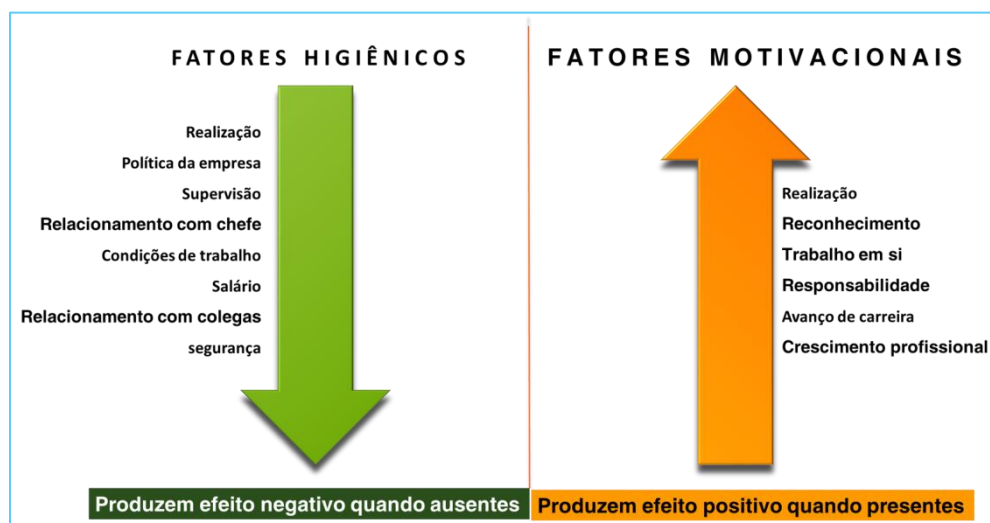 FATORES HIGIÊNICOS
Realização
Política da empresa
Supervisão
Relacionamento com chefe
Condições de trabalho
Salário
Relacionamento com colegas
segurança
Produzem efeito negativo quando ausentes
FATORES MOTIVACIONAIS
Realização
Reconhecimento
Trabalho em si
Responsabilidade
Avanço de carreira
Crescimento profissional
Produzem efeito positivo quando presentes